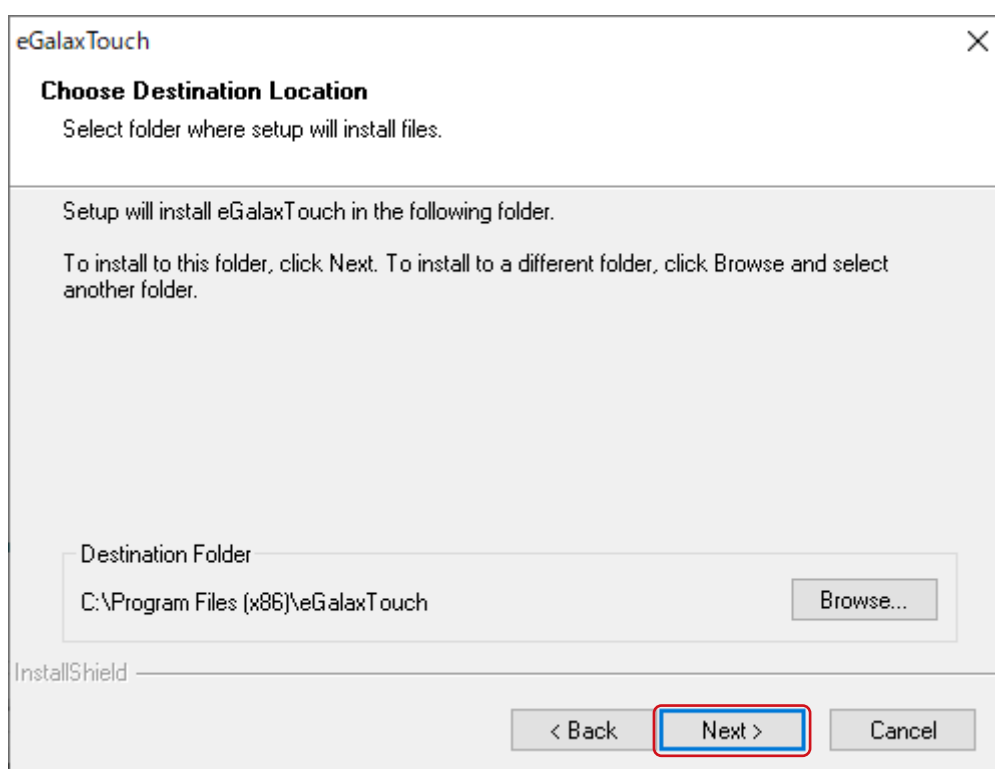 eGalaxTouch
Choose Destination Location
Select folder where setup will install files.
Setup will install eGalaxTouch in the following folder.
To install to this folder, click Next. To install to a different folder, click Browse and select
another folder.
Destination Folder
C:\Program Files (x86)\eGalaxTouch
Browse...
InstallShield
< Back
Next >
Cancel